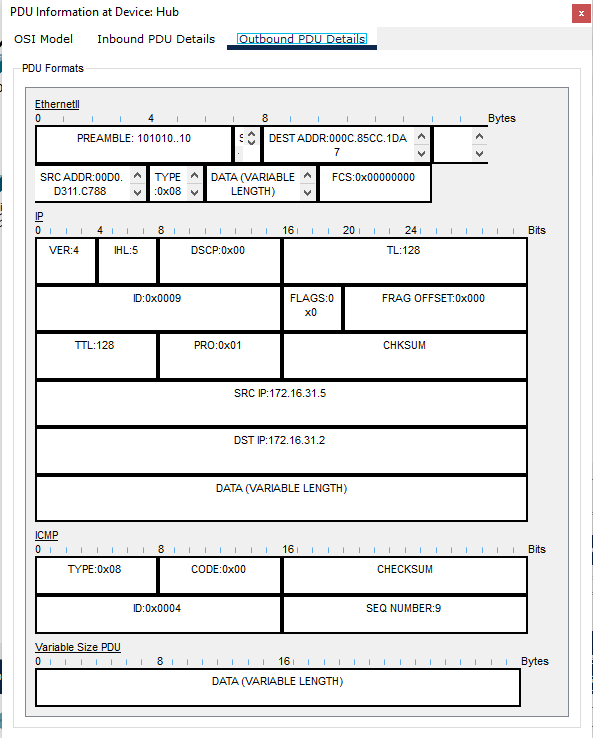 PDU Information at Device: Hub
x
OSI Model Inbound PDU Details Outbound PDU Details
PDU Formats
EthernetII
0 4 8 Bytes
PREAMBLE: 101010..10 DEST ADDR:000C.85CC.1DA
7
SRC ADDR:00D0. TYPE DATA (VARIABLE FCS:0x00000000
D311.C788 :0x08 LENGTH)
IP
0 4 8 16 20 24 Bits
VER:4 IHL:5 DSCP:0x00 TL:128
ID:0x0009 FLAGS:0 FRAG OFFSET:0x000
x0
TTL:128 PRO:0x01 CHKSUM
SRC IP:172.16.31.5
DST IP:172.16.31.2
DATA (VARIABLE LENGTH)
ICMP
0 8 16 Bits
TYPE:0x08 CODE:0x00 CHECKSUM
ID:0x0004 SEQ NUMBER:9
Variable Size PDU
0 8 16 Bytes
DATA (VARIABLE LENGTH)